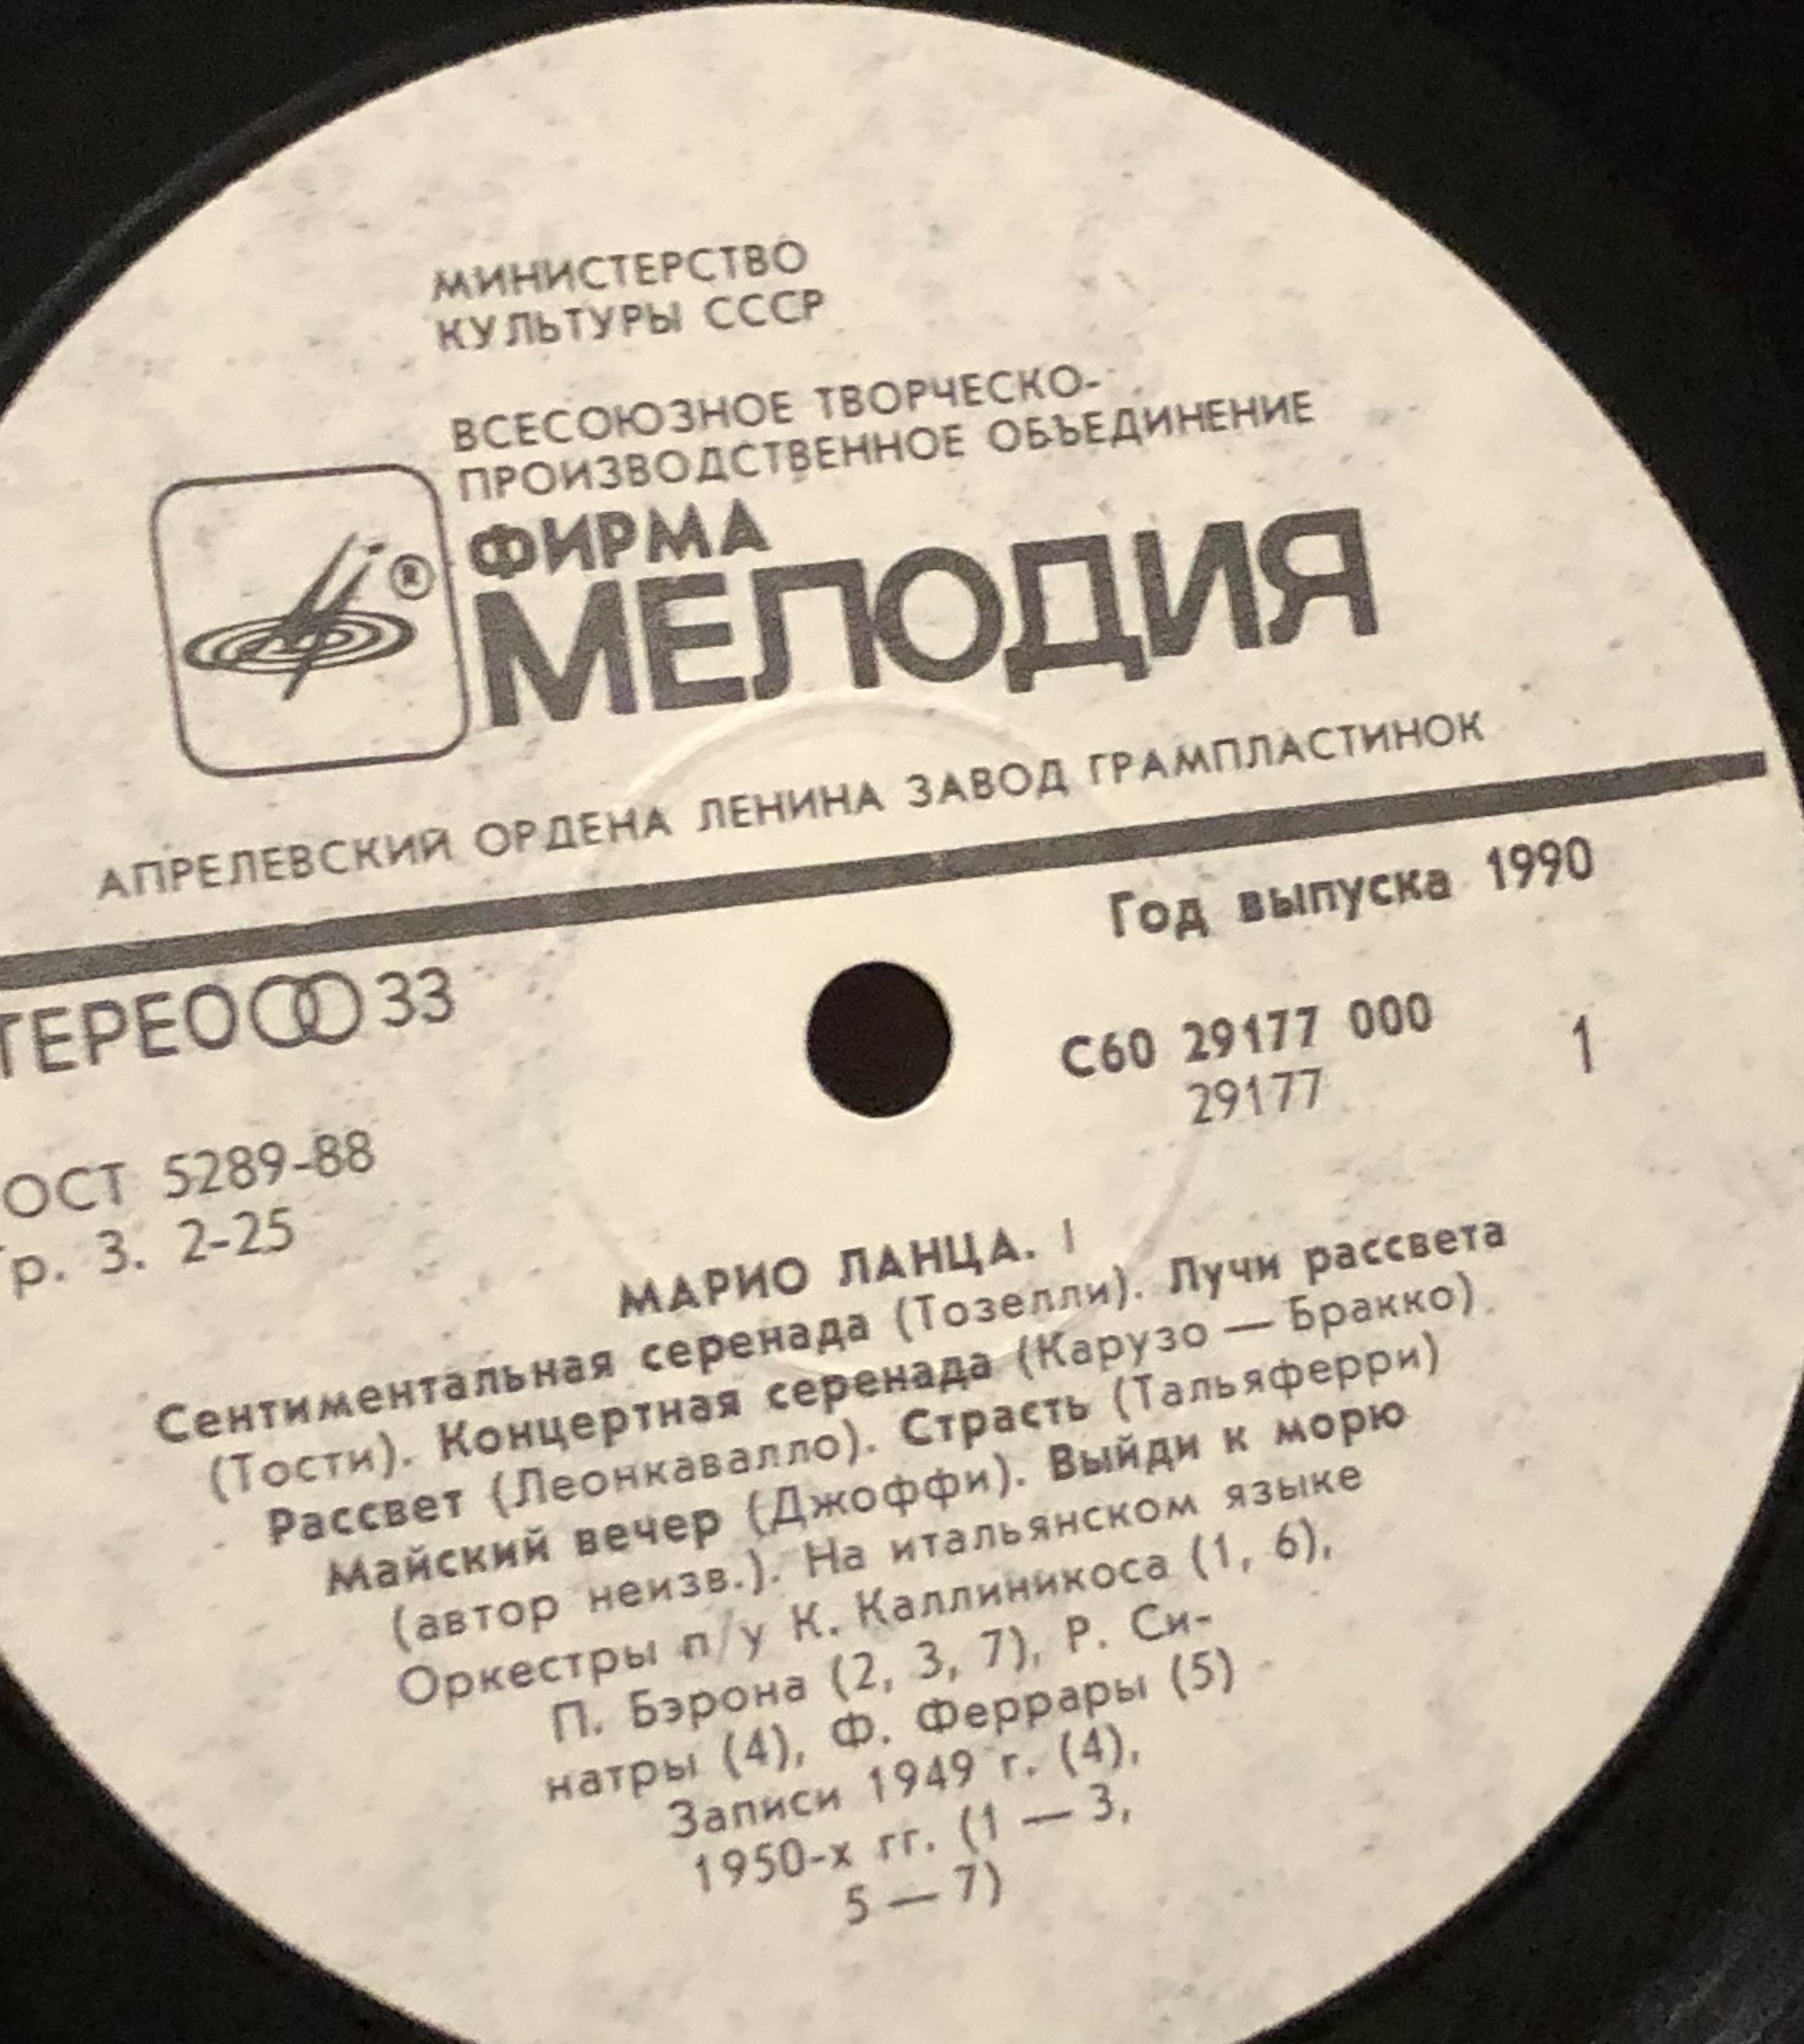 МИНИСТЕРСТВО
КУЛЬТУРЫ СССР
ВСЕСОЮЗНОЕ ТВОРЧЕСКО-
ПРОИЗВОДСТВЕННОЕ ОБЪЕДИНЕНИЕ
ФИРМА
®
МЕЛОДИЯ
АПРЕЛЕВСКИЙ ОРДЕНА ЛЕНИНА ЗАВОД ГРАМПЛАСТИНОК
ТЕРЕО 33
Год выпуска 1990
С60 29177 000
29177
1
ОСТ 5289-88
р. 3. 2-25
МАРИО ЛАНЦА. I
Сентиментальная серенада (Тозелли). Лучи рассвета
(Тости). Концертная серенада (Карузо — Бракко)
Рассвет (Леонкавалло). Страсть (Тальяферри)
Майский вечер (Джоффи). Выйди к морю
(автор неизв.). На итальянском языке
Оркестры п/у К. Каллиникоса (1, 6),
П. Бэрона (2, 3, 7), Р. Си-
натры (4), Ф. Феррары (5)
Записи 1949 г. (4),
1950-х гг. (1 — 3,
5 — 7)